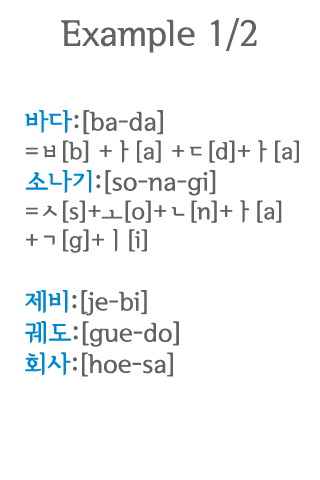 Example 1/2
바다:[ba-da]
=ㅂ[b] +ㅏ[a] +ㄷ[d]+ㅏ[a]
소나기:[so-na-gi]
=ㅅ[s]+ㅗ[o]+ㄴ[n]+ㅏ[a]
+ㄱ[g]+ㅣ[i]
제비:[je-bi]
궤도:[gue-do]
회사:[hoe-sa]